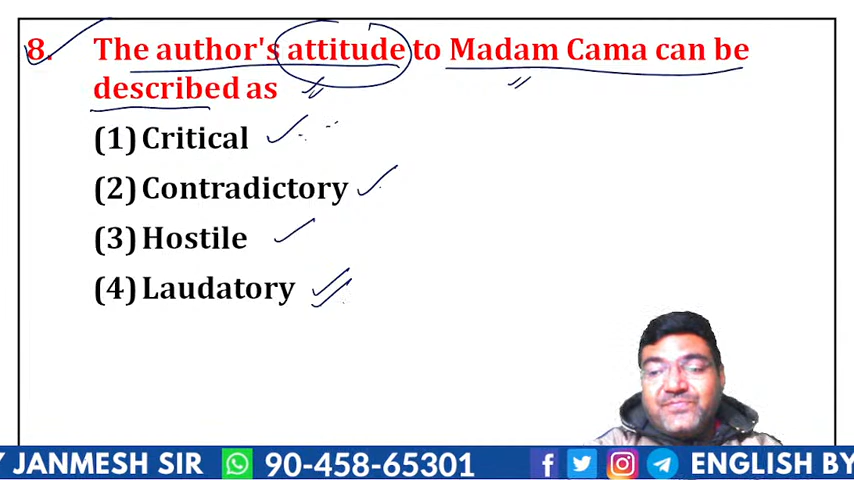 8. The author's attitude to Madam Cama can be
described as
(1) Critical
(2) Contradictory
(3) Hostile
(4) Laudatory
Y JANMESH SIR 90-458-65301 ENGLISH BY